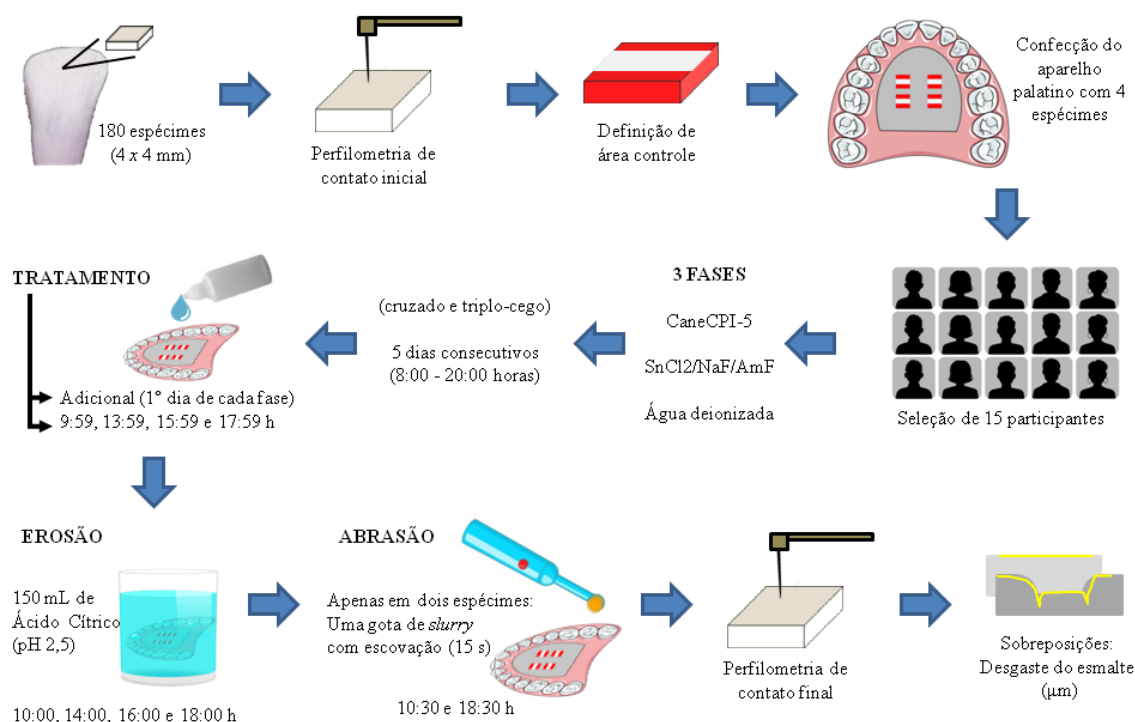 180 espécimes
(4 x 4 mm)
Perfilometria de
contato inicial
Definição de
área controle
Confecção do
aparelho
palatino com 4
espécimes
TRATAMENTO
Adicional (1° dia de cada fase)
9:59, 13:59, 15:59 e 17:59 h
(cruzado e triplo-cego)
5 dias consecutivos
(8:00 - 20:00 horas)
3 FASES
CaneCPI-5
SnCl2/NaF/AmF
Água deionizada
Seleção de 15 participantes
EROSÃO
150 mL de
Ácido Cítrico
(pH 2,5)
10:00, 14:00, 16:00 e 18:00 h
ABRASÃO
Apenas em dois espécimes:
Uma gota de slurry
com escovação (15 s)
10:30 e 18:30 h
Perfilometria de
contato final
Sobreposições:
Desgaste do esmalte
(µm)